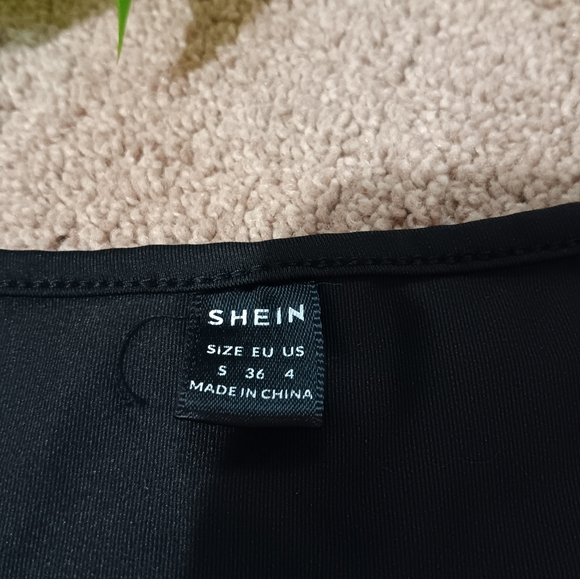 SHEIN
SIZE EU US
S 36 4
MADE IN CHINA